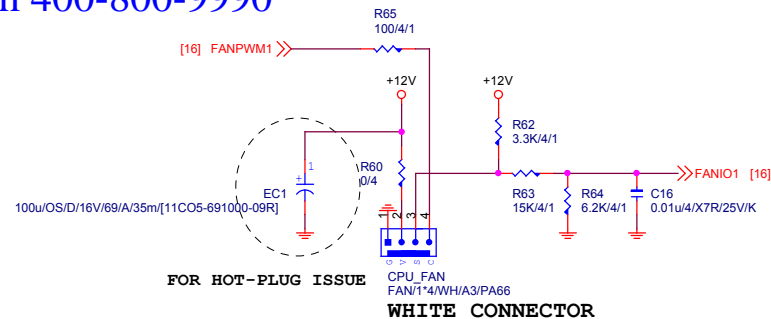 400-800-9990
R65
100/4/1
[16] FANPWM1
+12V
+12V
R62
3.3K/4/1
1
+
EC1
R60
0/4
FANIO1 [16]
R63
15K/4/1
R64
6.2K/4/1
C16
0.01u/4/X7R/25V/K
100u/OS/D/16V/69/A/35m/[11CO5-691000-09R]
1
2
3
4
G
V
S
C
FOR HOT-PLUG ISSUE
CPU_FAN
FAN/1*4/WH/A3/PA66
WHITE CONNECTOR